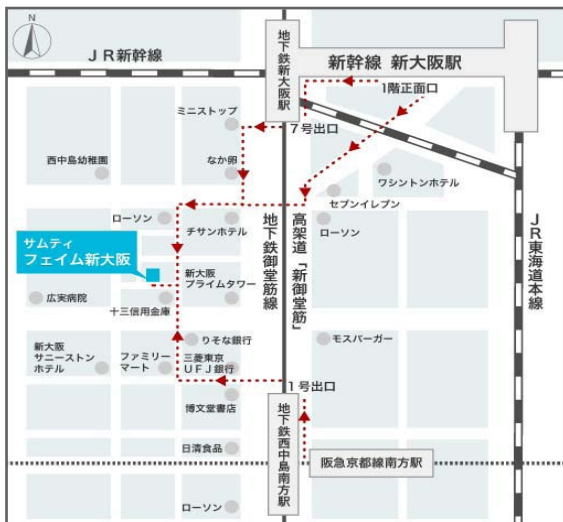 N
JR新幹線
地下鉄新大阪駅
新幹線 新大阪駅
1階正面口
ミニストップ
7号出口
西中島幼稚園
なか卵
ワシントンホテル
セブンイレブン
ローソン
チサンホテル
ローソン
サムティ
フェイム新大阪
地下鉄御堂筋線
高架道「新御堂筋」
JR東海道本線
新大阪
プライムタワー
広実病院
十三信用金庫
りそな銀行
モスバーガー
新大阪
サニーストン
ホテル
ファミリー
マート
三菱東京
UFJ銀行
1号出口
博文堂書店
地下鉄西中島南方駅
日清食品
阪急京都線南方駅
ローソン